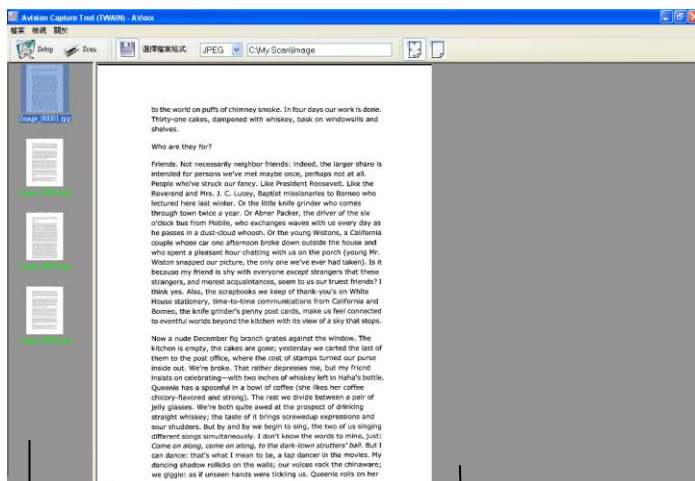 Avision Capture Tool (TWAIN) - AVixxx
檔案 檢視 關於
Setup Scan 選擇檔案格式 JPEG C:\My Scan\Image
Image_00001.jpg
to the world on puffs of chimney smoke. In four days our work is done.
Thirty-one cakes, dampened with whiskey, bask on windowsills and
shelves.
Who are they for?
Friends. Not necessarily neighbor friends: indeed, the larger share is
intended for persons we've met maybe once, perhaps not at all.
People who've struck our fancy. Like President Roosevelt. Like the
Reverend and Mrs. J. C. Lucey, Baptist missionaries to Borneo who
lectured here last winter. Or the little knife grinder who comes
through town twice a year. Or Abner Packer, the driver of the six
o'clock bus from Mobile, who exchanges waves with us every day as
he passes in a dust-cloud whoosh. Or the young Wistons, a California
couple whose car one afternoon broke down outside the house and
who spent a pleasant hour chatting with us on the porch (young Mr.
Wiston snapped our picture, the only one we've ever had taken). Is it
because my friend is shy with everyone except strangers that these
strangers, and merest acquaintances, seem to us our truest friends? I
think yes. Also, the scrapbooks we keep of thank-you's on White
House stationery, time-to-time communications from California and
Borneo, the knife grinder's penny post cards, make us feel connected
to eventful worlds beyond the kitchen with its view of a sky that stops.
Now a nude December fig branch grates against the window. The
kitchen is empty, the cakes are gone; yesterday we carted the last of
them to the post office, where the cost of stamps turned our purse
inside out. We're broke. That rather depresses me, but my friend
insists on celebrating—with two inches of whiskey left in Haha's bottle.
Queenie has a spoonful in a bowl of coffee (she likes her coffee
chicory-flavored and strong). The rest we divide between a pair of
jelly glasses. We're both quite awed at the prospect of drinking
straight whiskey; the taste of it brings screwedup expressions and
sour shudders. But by and by we begin to sing, the two of us singing
different songs simultaneously. I don't know the words to mine, just:
Come on along, come on along, to the dark-town strutters' ball. But I
can dance: that's what I mean to be, a tap dancer in the movies. My
dancing shadow rollicks on the walls; our voices rock the chinaware;
we giggle: as if unseen hands were tickling us. Queenie rolls on her